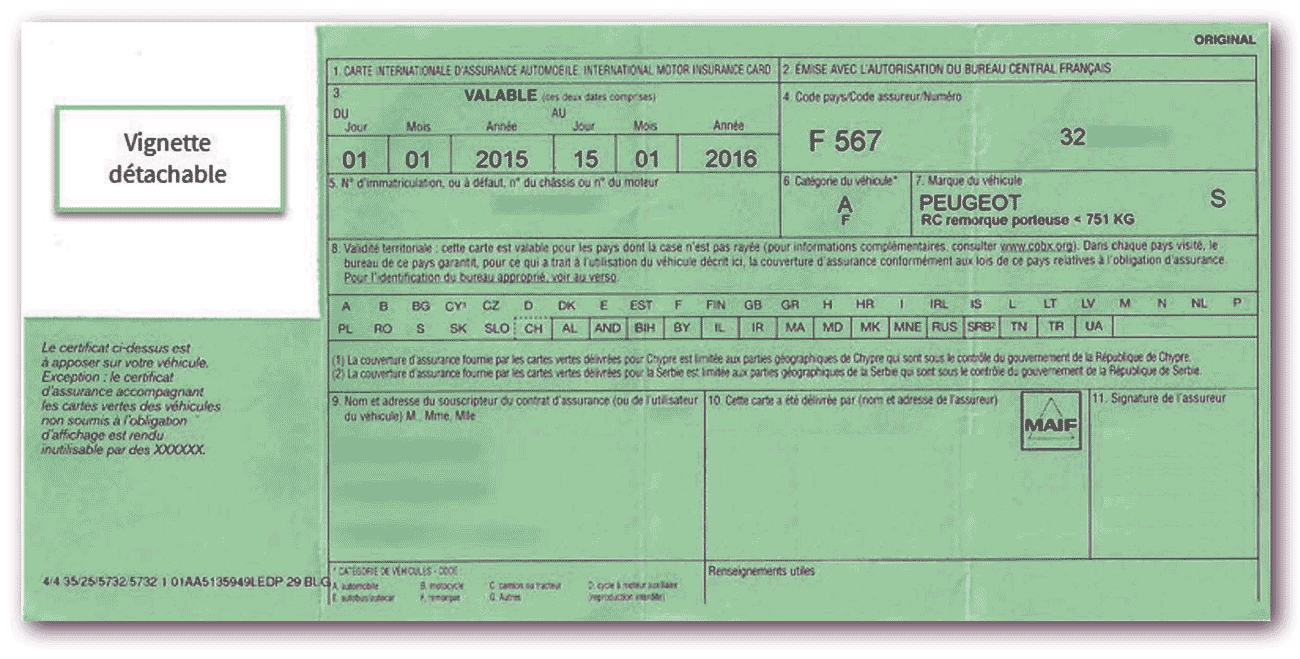 ORIGINAL
Vignette
détachable
1. CARTE INTERNATIONALE D'ASSURANCE AUTOMOBILE. INTERNATIONAL MOTOR INSURANCE CARD
2. ÉMISE AVEC L'AUTORISATION DU BUREAU CENTRAL FRANÇAIS
3. VALABLE (ces deux dates comprises)
DU AU
Jour Mois Année Jour Mois Année
01 01 2015 15 01 2016
4. Code pays/Code assureur/Numéro
F 567 32
5. N° d'immatriculation, ou à défaut, n° du châssis ou n° du moteur
6. Catégorie du véhicule*
A
F
7. Marque du véhicule
PEUGEOT S
RC remorque porteuse < 751 KG
8. Validité territoriale : cette carte est valable pour les pays dont la case n'est pas rayée (pour informations complémentaires, consulter www.cobx.org). Dans chaque pays visité, le
bureau de ce pays garantit, pour ce qui a trait à l'utilisation du véhicule décrit ici, la couverture d'assurance conformément aux lois de ce pays relatives à l'obligation d'assurance.
Pour l'identification du bureau approprié, voir au verso.
A B BG CY¹ CZ D DK E EST F FIN GB GR H HR I IRL IS L LT LV M N NL P
PL RO S SK SLO CH AL AND BIH BY IL IR MA MD MK MNE RUS SRB² TN TR UA
(1) La couverture d'assurance fournie par les cartes vertes délivrées pour Chypre est limitée aux parties géographiques de Chypre qui sont sous le contrôle du gouvernement de la République de Chypre.
(2) La couverture d'assurance fournie par les cartes vertes délivrées pour la Serbie est limitée aux parties géographiques de la Serbie qui sont sous le contrôle du gouvernement de la République de Serbie.
Le certificat ci-dessus est
à apposer sur votre véhicule.
Exception : le certificat
d'assurance accompagnant
les cartes vertes des véhicules
non soumis à l'obligation
d'affichage est rendu
inutilisable par des XXXXXX.
9. Nom et adresse du souscripteur du contrat d'assurance (ou de l'utilisateur
du véhicule) M., Mme, Mlle
10. Cette carte a été délivrée par (nom et adresse de l'assureur)
MAIF
11. Signature de l'assureur
4/4 35/25/5732/5732 1 01AA5135949LEDP 29 BLG
* CATÉGORIE DE VÉHICULES - CODE :
A. automobile B. motocycle C. camion ou tracteur D. cycle à moteur auxiliaire
E. autobus/autocar F. remorque G. Autres (reproduction interdite)
Renseignements utiles